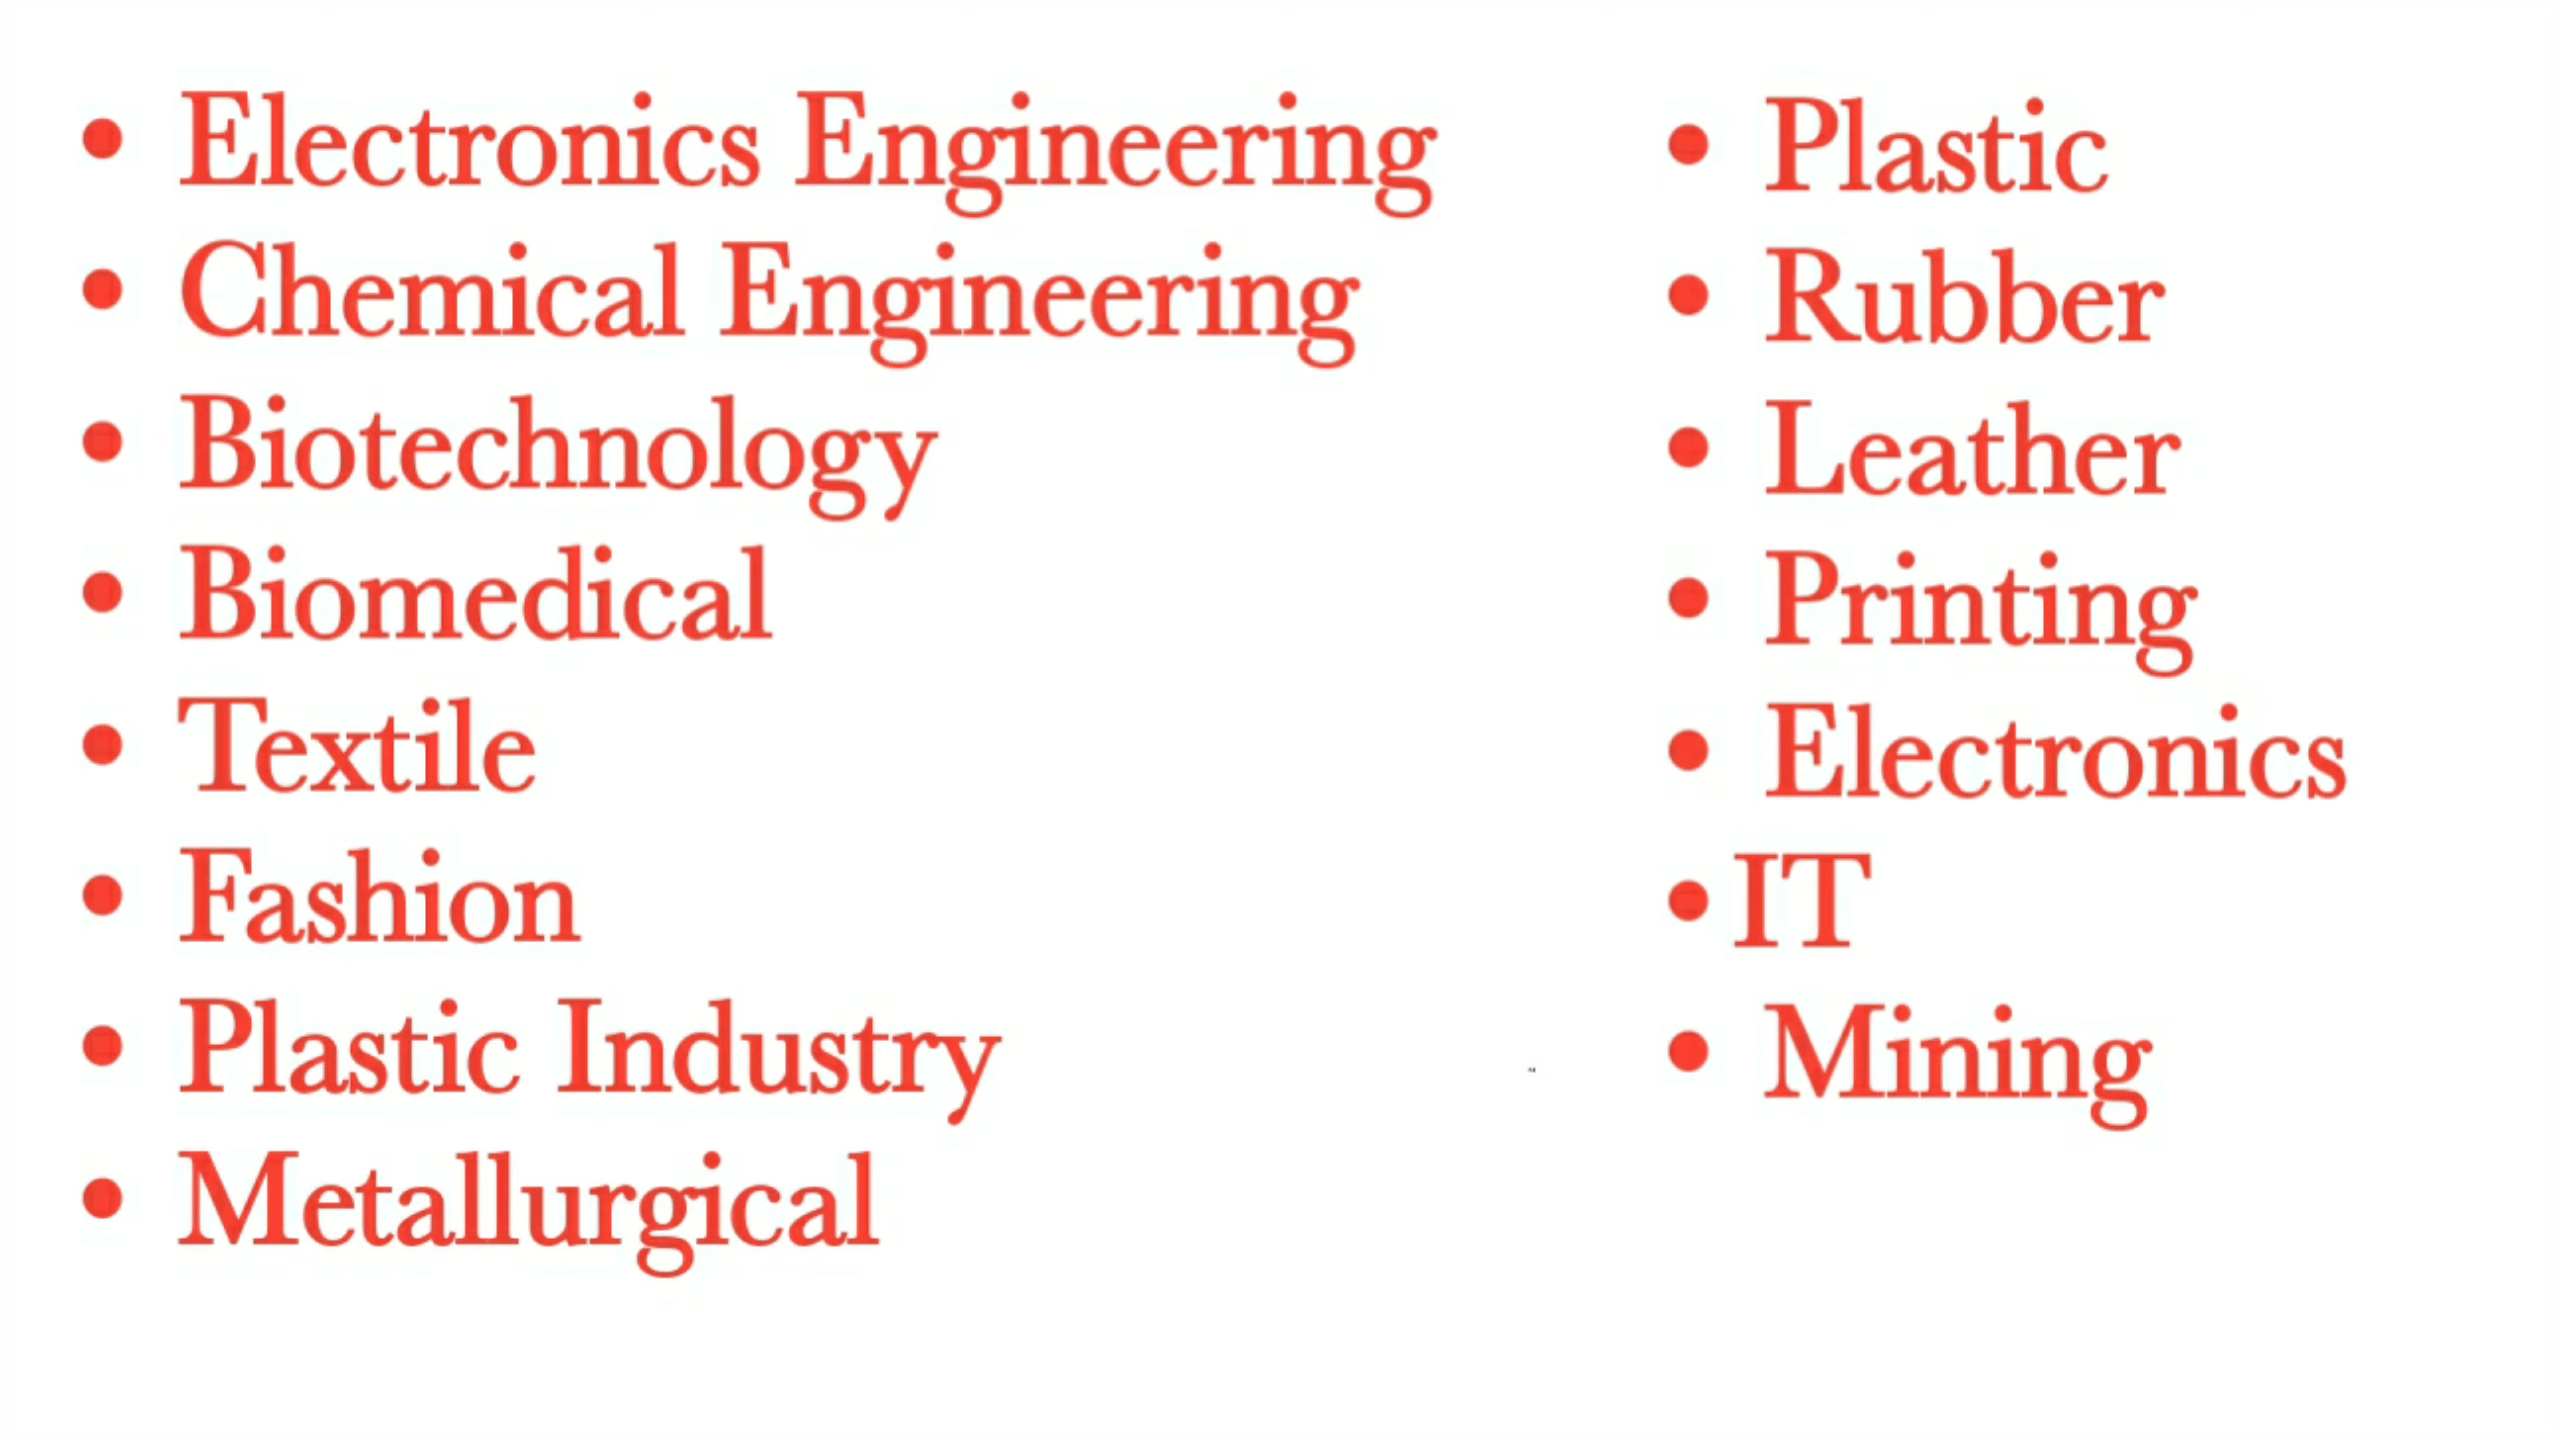 • Electronics Engineering
• Chemical Engineering
• Biotechnology
• Biomedical
• Textile
• Fashion
• Plastic Industry
• Metallurgical
• Plastic
• Rubber
• Leather
• Printing
• Electronics
• IT
• Mining